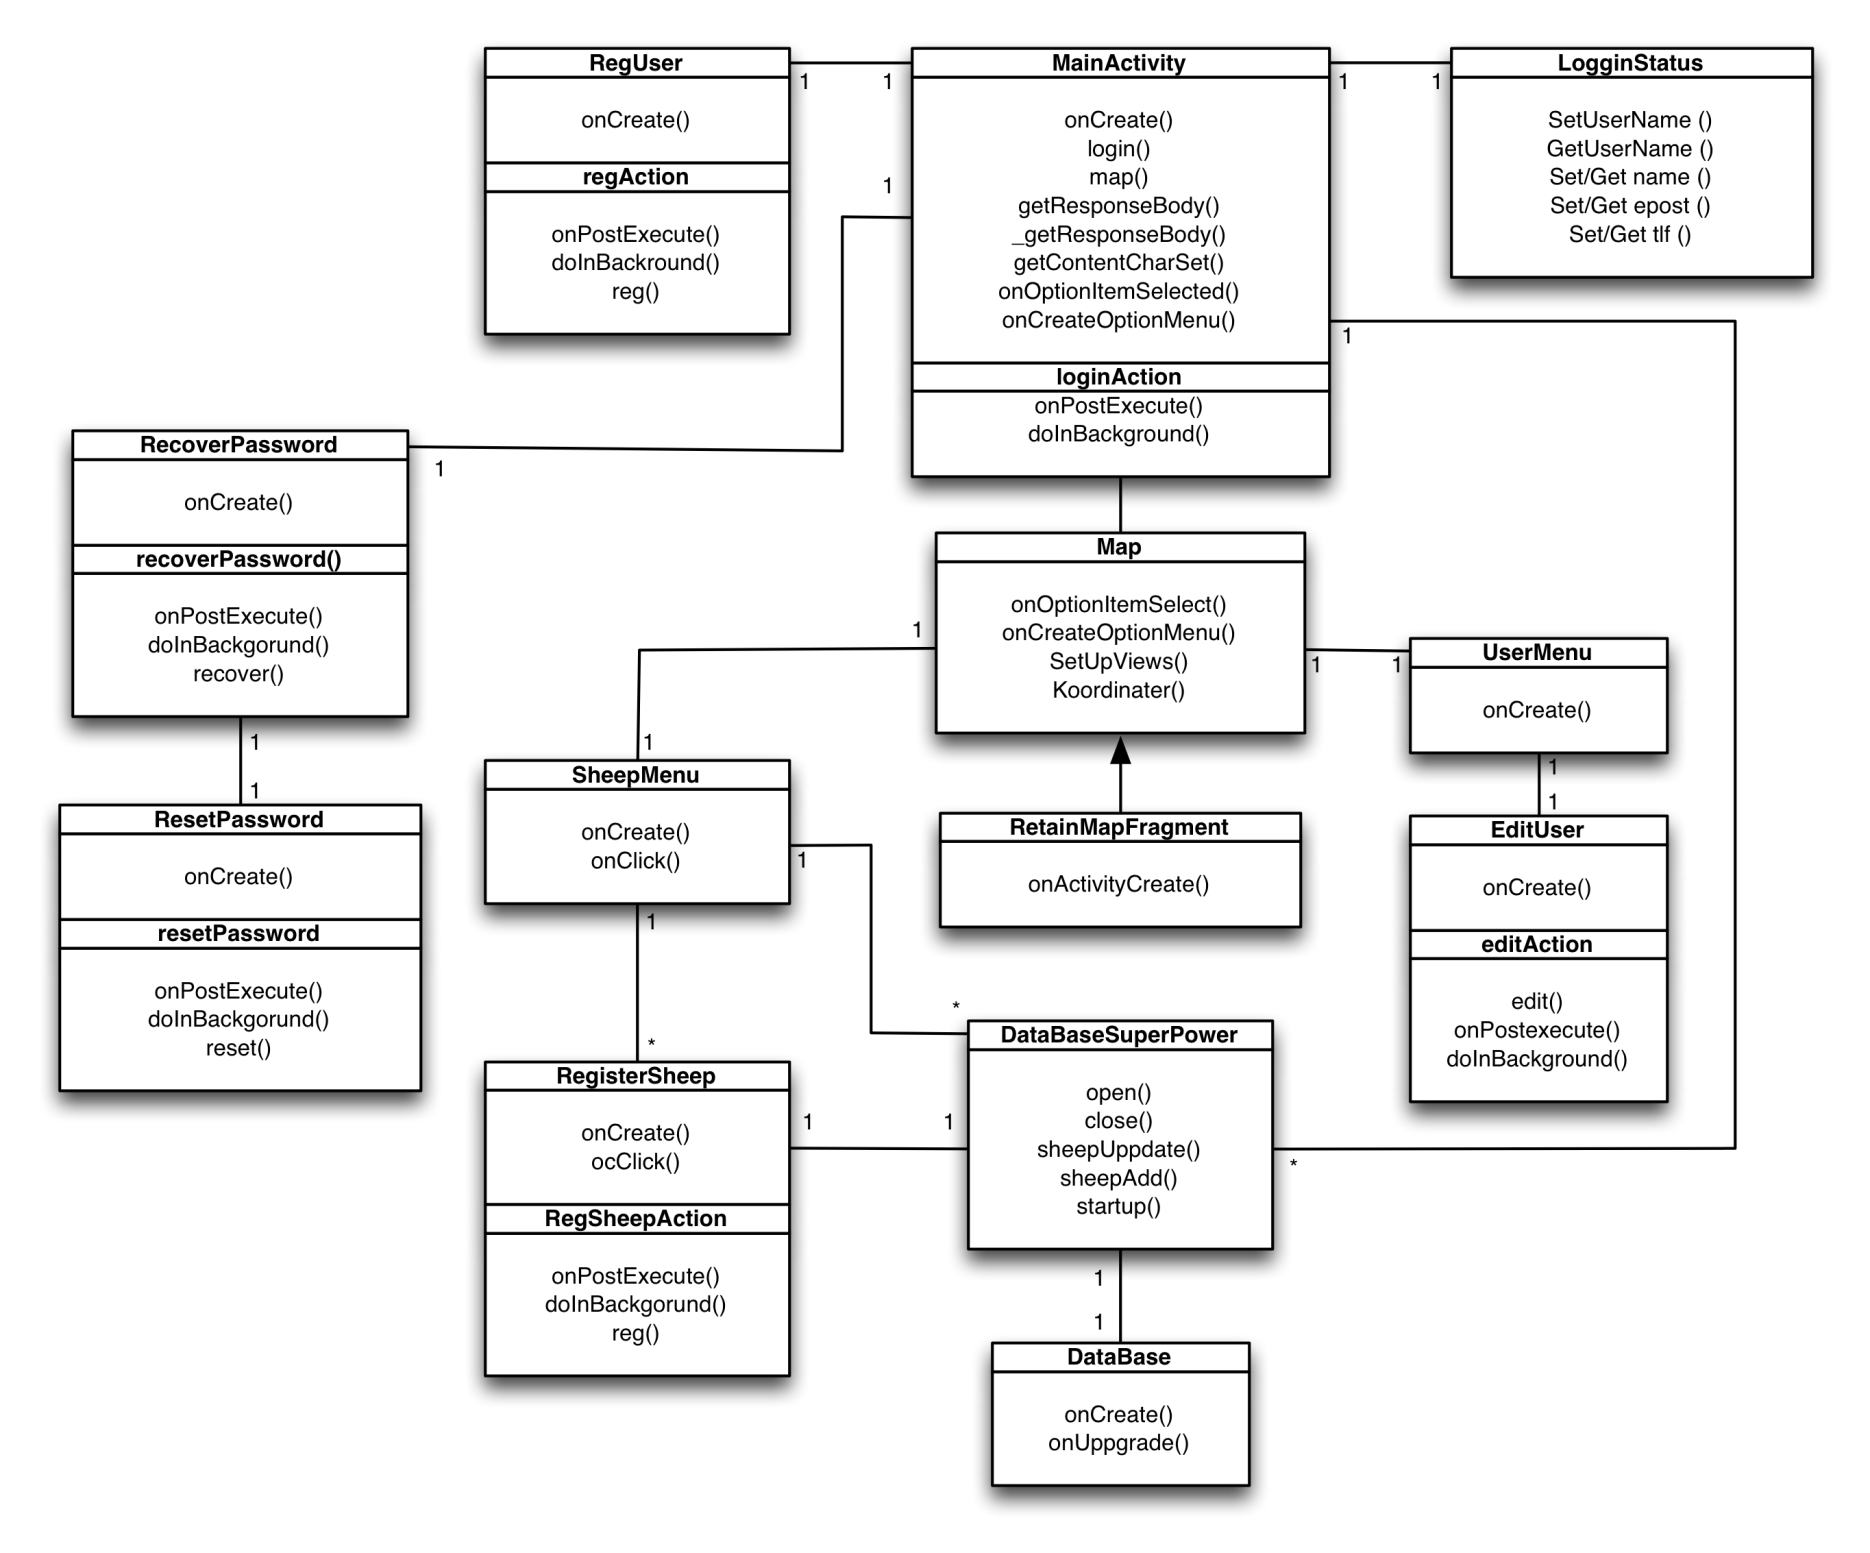 RegUser
onCreate()
regAction
onPostExecute()
doInBackround()
reg()
1
1
MainActivity
onCreate()
login()
map()
getResponseBody()
_getResponseBody()
getContentCharSet()
onOptionItemSelected()
onCreateOptionMenu()
loginAction
onPostExecute()
doInBackground()
1
1
LogginStatus
SetUserName ()
GetUserName ()
Set/Get name ()
Set/Get epost ()
Set/Get tlf ()
1
1
RecoverPassword
onCreate()
recoverPassword()
onPostExecute()
doInBackgorund()
recover()
1
1
1
ResetPassword
onCreate()
resetPassword
onPostExecute()
doInBackgorund()
reset()
Map
onOptionItemSelect()
onCreateOptionMenu()
SetUpViews()
Koordinater()
1
1
1
1
UserMenu
onCreate()
1
1
EditUser
onCreate()
editAction
edit()
onPostexecute()
doInBackground()
SheepMenu
onCreate()
onClick()
1
1
*
*
RetainMapFragment
onActivityCreate()
RegisterSheep
onCreate()
ocClick()
RegSheepAction
onPostExecute()
doInBackgorund()
reg()
1
1
DataBaseSuperPower
open()
close()
sheepUppdate()
sheepAdd()
startup()
*
1
1
DataBase
onCreate()
onUppgrade()